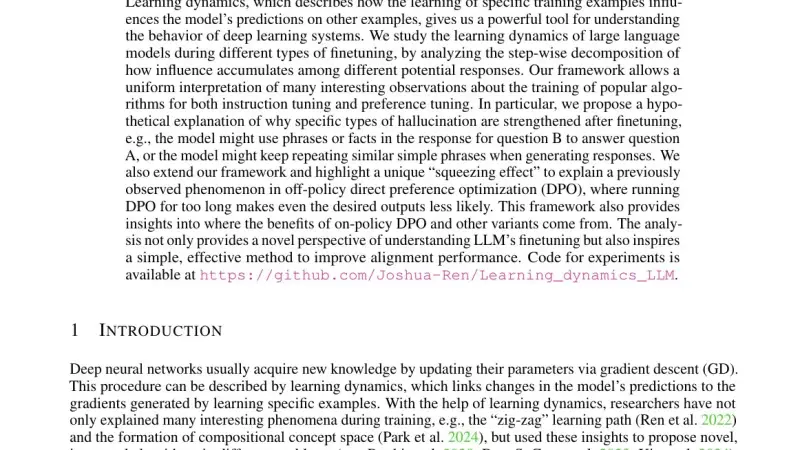 Learning dynamics, which describes how the learning of specific training examples influ-
ences the model's predictions on other examples, gives us a powerful tool for understanding
the behavior of deep learning systems. We study the learning dynamics of large language
models during different types of finetuning, by analyzing the step-wise decomposition of
how influence accumulates among different potential responses. Our framework allows a
uniform interpretation of many interesting observations about the training of popular algo-
rithms for both instruction tuning and preference tuning. In particular, we propose a hypo-
thetical explanation of why specific types of hallucination are strengthened after finetuning,
e.g., the model might use phrases or facts in the response for question B to answer question
A, or the model might keep repeating similar simple phrases when generating responses. We
also extend our framework and highlight a unique “squeezing effect” to explain a previously
observed phenomenon in off-policy direct preference optimization (DPO), where running
DPO for too long makes even the desired outputs less likely. This framework also provides
insights into where the benefits of on-policy DPO and other variants come from. The analy-
sis not only provides a novel perspective of understanding LLM's finetuning but also inspires
a simple, effective method to improve alignment performance. Code for experiments is
available at https://github.com/Joshua-Ren/Learning_dynamics_LLM.
1 INTRODUCTION
Deep neural networks usually acquire new knowledge by updating their parameters via gradient descent (GD).
This procedure can be described by learning dynamics, which links changes in the model's predictions to the
gradients generated by learning specific examples. With the help of learning dynamics, researchers have not
only explained many interesting phenomena during training, e.g., the “zig-zag” learning path (Ren et al. 2022)
and the formation of compositional concept space (Park et al. 2024), but used these insights to propose novel,